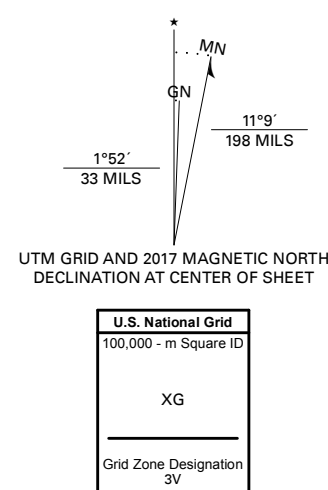 ★
MN
GN
11°9´
198 MILS
1°52´
33 MILS
UTM GRID AND 2017 MAGNETIC NORTH
DECLINATION AT CENTER OF SHEET
U.S. National Grid
100,000 - m Square ID
XG
Grid Zone Designation
3V